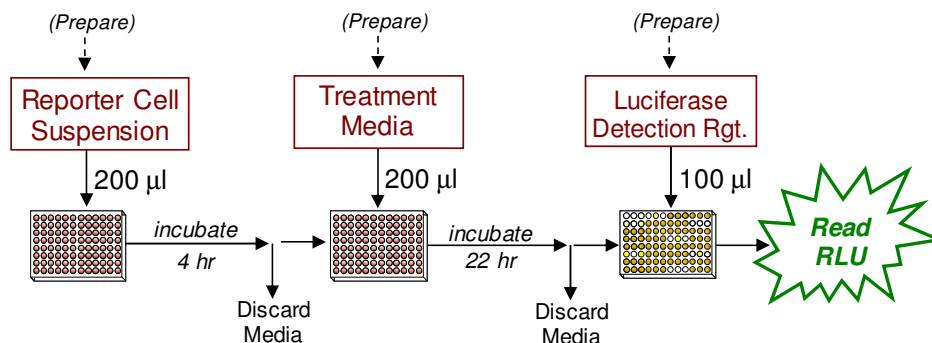 (Prepare)
(Prepare)
(Prepare)
Reporter Cell
Suspension
Treatment
Media
Luciferase
Detection Rgt.
200 µl
200 µl
100 µl
incubate
4 hr
incubate
22 hr
Read
RLU
Discard
Media
Discard
Media